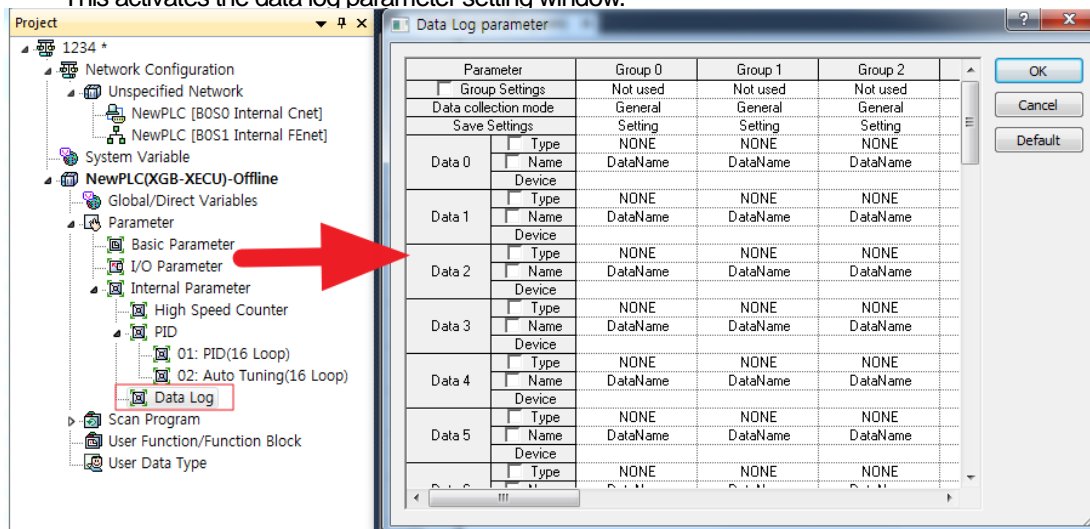 This activates the data log parameter setting window.
Project
1234 *
Network Configuration
Unspecified Network
NewPLC [B0S0 Internal Cnet]
NewPLC [B0S1 Internal FEnet]
System Variable
NewPLC(XGB-XECU)-Offline
Global/Direct Variables
Parameter
Basic Parameter
I/O Parameter
Internal Parameter
High Speed Counter
PID
01: PID(16 Loop)
02: Auto Tuning(16 Loop)
Data Log
Scan Program
User Function/Function Block
User Data Type
Data Log parameter
Parameter Group 0 Group 1 Group 2
Group Settings Not used Not used Not used
Data collection mode General General General
Save Settings Setting Setting Setting
Data 0 Type NONE NONE NONE
Name DataName DataName DataName
Device
Data 1 Type NONE NONE NONE
Name DataName DataName DataName
Device
Data 2 Type NONE NONE NONE
Name DataName DataName DataName
Device
Data 3 Type NONE NONE NONE
Name DataName DataName DataName
Device
Data 4 Type NONE NONE NONE
Name DataName DataName DataName
Device
Data 5 Type NONE NONE NONE
Name DataName DataName DataName
Device
Type NONE NONE NONE
OK
Cancel
Default